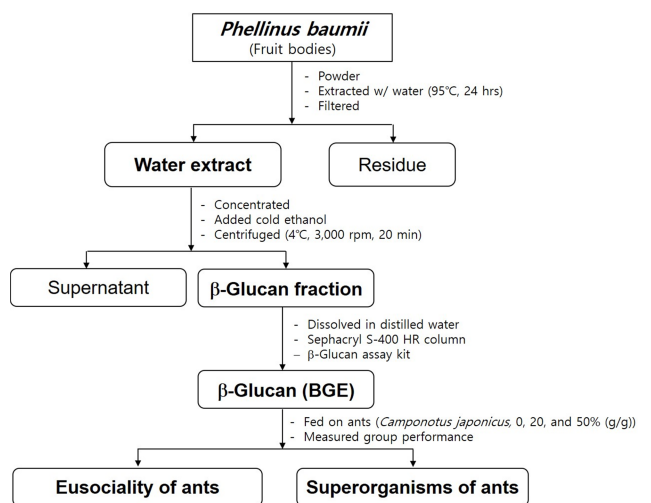 Phellinus baumii
(Fruit bodies)
- Powder
- Extracted w/ water (95℃, 24 hrs)
- Filtered
Water extract
Residue
- Concentrated
- Added cold ethanol
- Centrifuged (4℃, 3,000 rpm, 20 min)
Supernatant
β-Glucan fraction
- Dissolved in distilled water
- Sephacryl S-400 HR column
– β-Glucan assay kit
β-Glucan (BGE)
- Fed on ants (Camponotus japonicus, 0, 20, and 50% (g/g))
- Measured group performance
Eusociality of ants
Superorganisms of ants